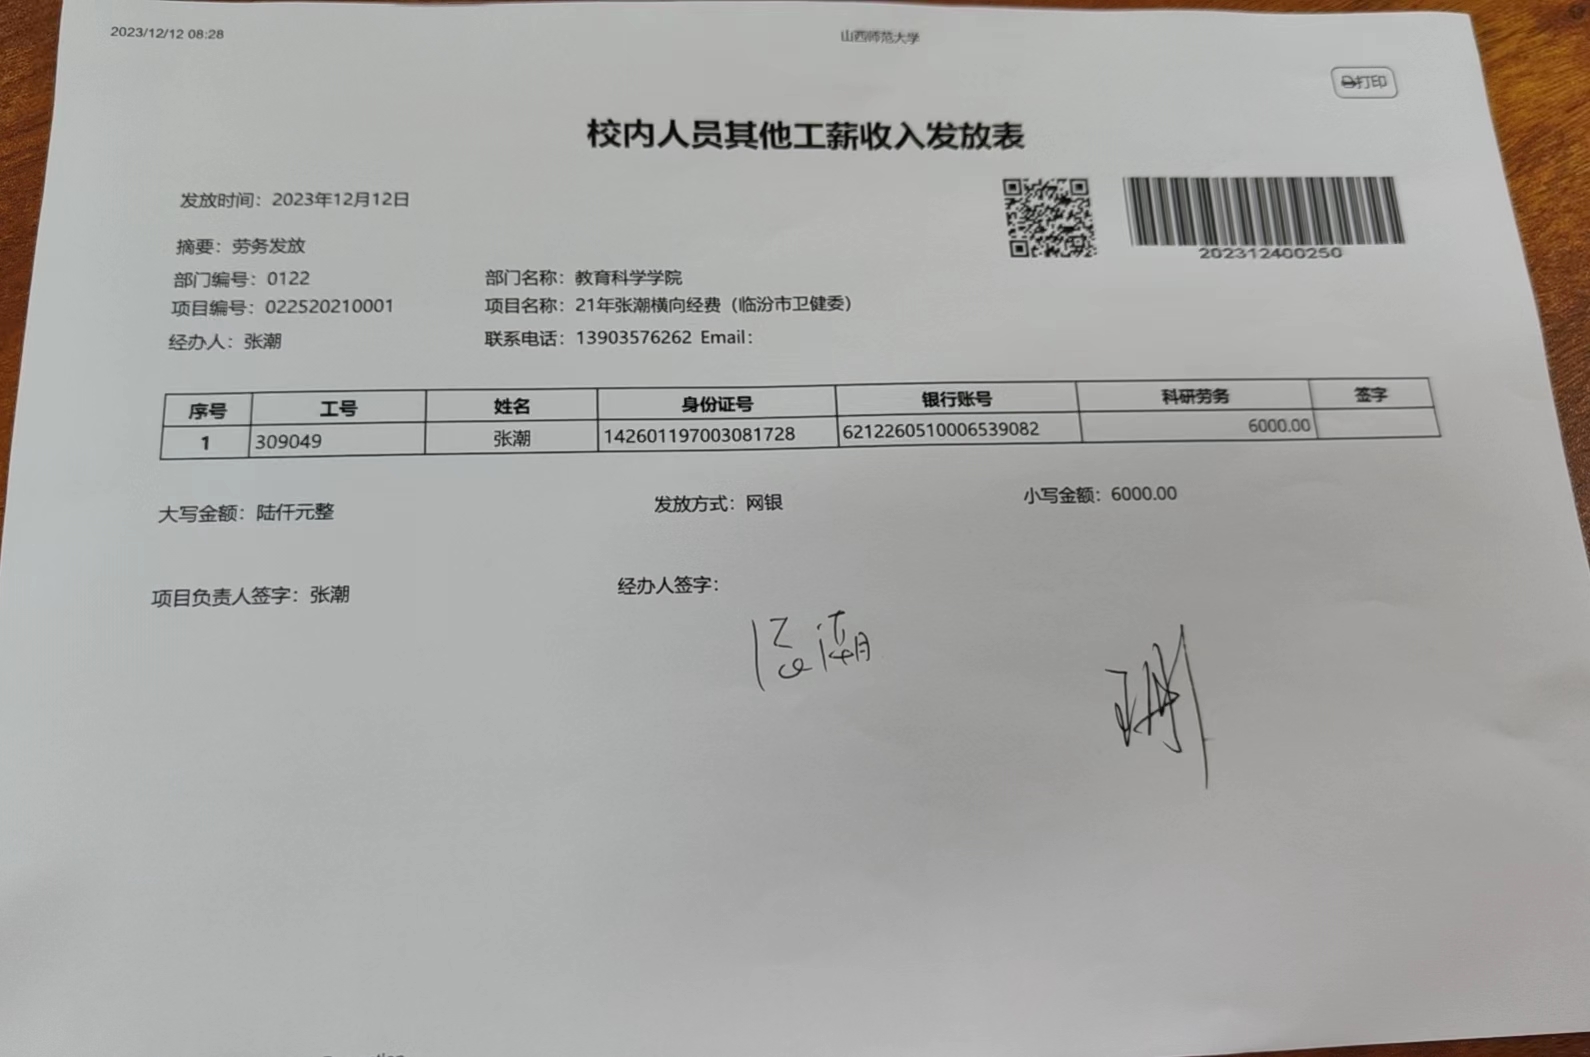 2023/12/12 08:28 山西师范大学
打印
校内人员其他工薪收入发放表
发放时间：2023年12月12日
202312400250
摘要：劳务发放
部门编号：0122 部门名称：教育科学学院
项目编号：022520210001 项目名称：21年张潮横向经费（临汾市卫健委）
经办人：张潮 联系电话：13903576262 Email：
序号 工号 姓名 身份证号 银行账号 科研劳务 签字
1 309049 张潮 142601197003081728 6212260510006539082 6000.00
大写金额：陆仟元整 发放方式：网银 小写金额：6000.00
项目负责人签字：张潮 经办人签字：
张潮